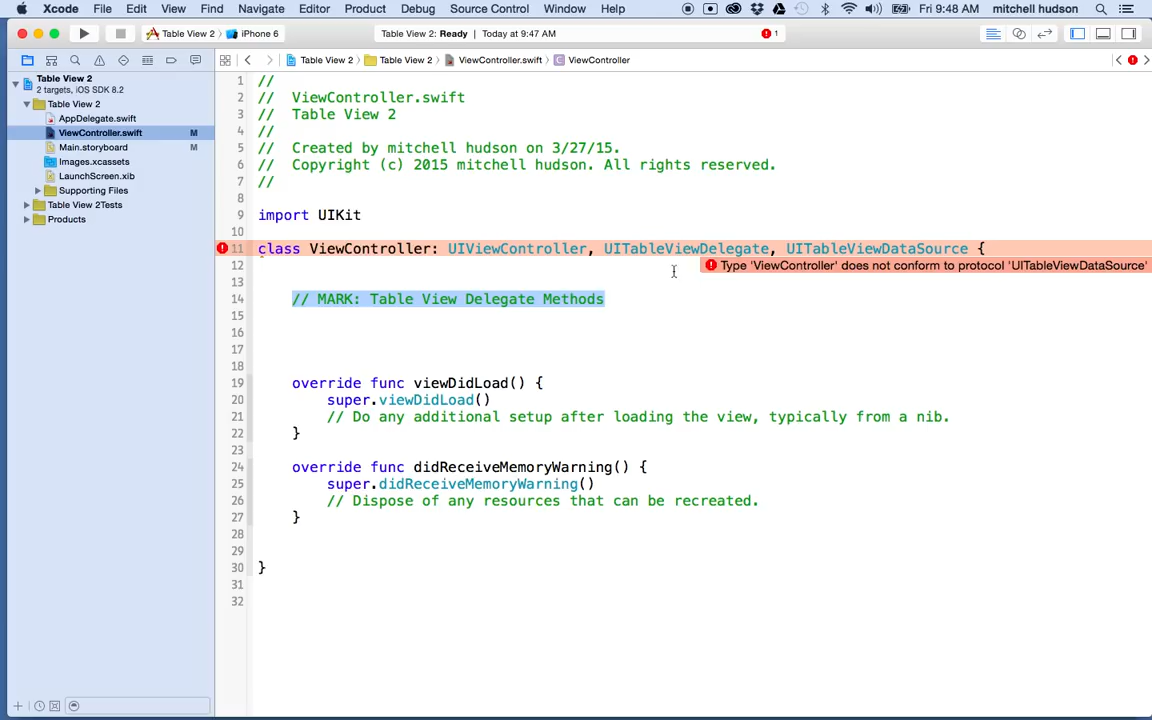 Xcode File Edit View Find Navigate Editor Product Debug Source Control Window Help Fri 9:48 AM mitchell hudson
Table View 2 iPhone 6 Table View 2: Ready | Today at 9:47 AM 1
Table View 2 Table View 2 ViewController.swift ViewController
Table View 2
2 targets, iOS SDK 8.2
Table View 2
AppDelegate.swift
ViewController.swift M
Main.storyboard M
Images.xcassets
LaunchScreen.xib
Supporting Files
Table View 2Tests
Products
1 //
2 // ViewController.swift
3 // Table View 2
4 //
5 // Created by mitchell hudson on 3/27/15.
6 // Copyright (c) 2015 mitchell hudson. All rights reserved.
7 //
8
9 import UIKit
10
11 class ViewController: UIViewController, UITableViewDelegate, UITableViewDataSource {
Type 'ViewController' does not conform to protocol 'UITableViewDataSource'
12
13
14 // MARK: Table View Delegate Methods
15
16
17
18
19 override func viewDidLoad() {
20 super.viewDidLoad()
21 // Do any additional setup after loading the view, typically from a nib.
22 }
23
24 override func didReceiveMemoryWarning() {
25 super.didReceiveMemoryWarning()
26 // Dispose of any resources that can be recreated.
27 }
28
29
30 }
31
32